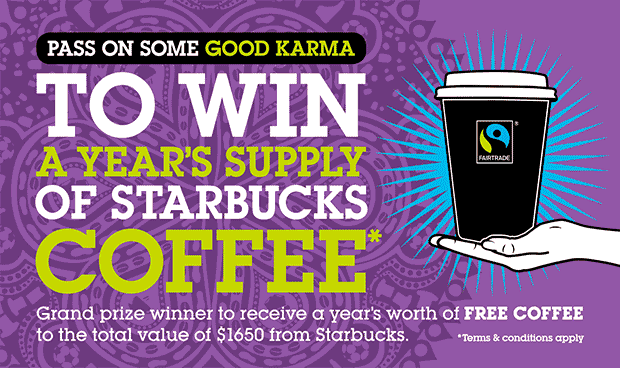 PASS ON SOME GOOD KARMA
TO WIN
A YEAR'S SUPPLY
OF STARBUCKS
COFFEE*
Grand prize winner to receive a year's worth of FREE COFFEE
to the total value of $1650 from Starbucks.
*Terms & conditions apply
®
FAIRTRADE